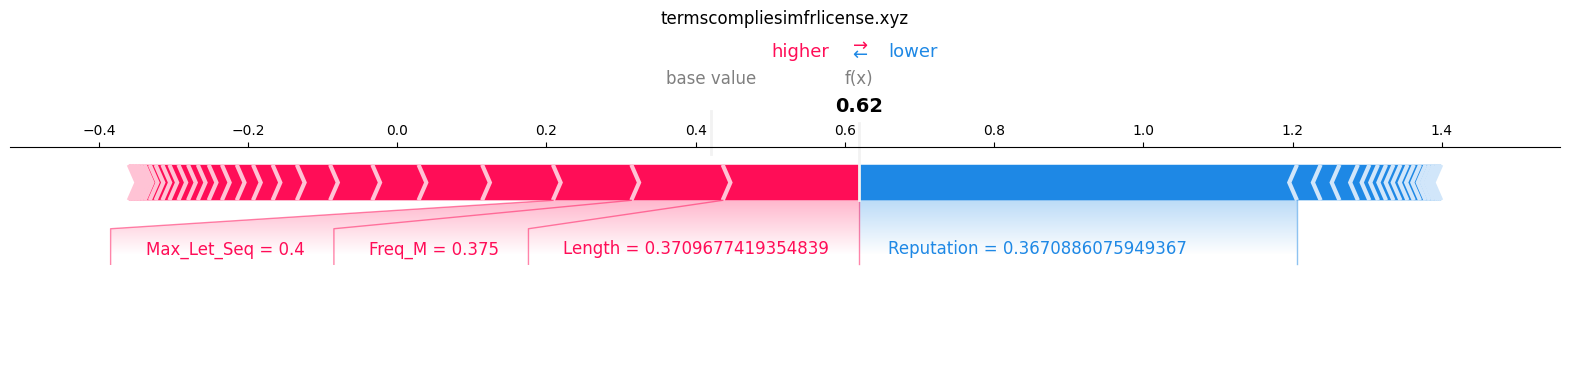 termscompliesimfrlicense.xyz
higher → ← lower
base value f(x)
0.62
−0.4 −0.2 0.0 0.2 0.4 0.6 0.8 1.0 1.2 1.4
Max_Let_Seq = 0.4 Freq_M = 0.375 Length = 0.3709677419354839 Reputation = 0.3670886075949367